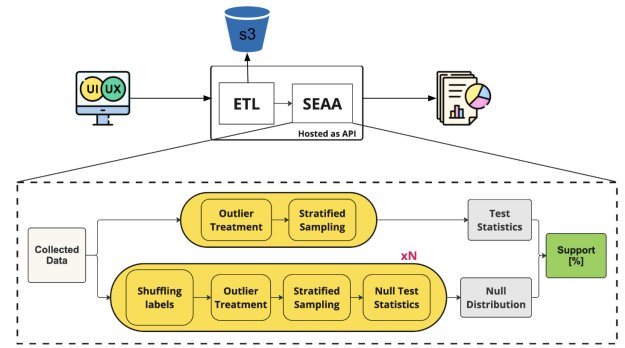 s3
UI UX
ETL
SEAA
Hosted as API
Collected
Data
Outlier
Treatment
Stratified
Sampling
Test
Statistics
xN
Shuffling
labels
Outlier
Treatment
Stratified
Sampling
Null Test
Statistics
Null
Distribution
Support
[%]